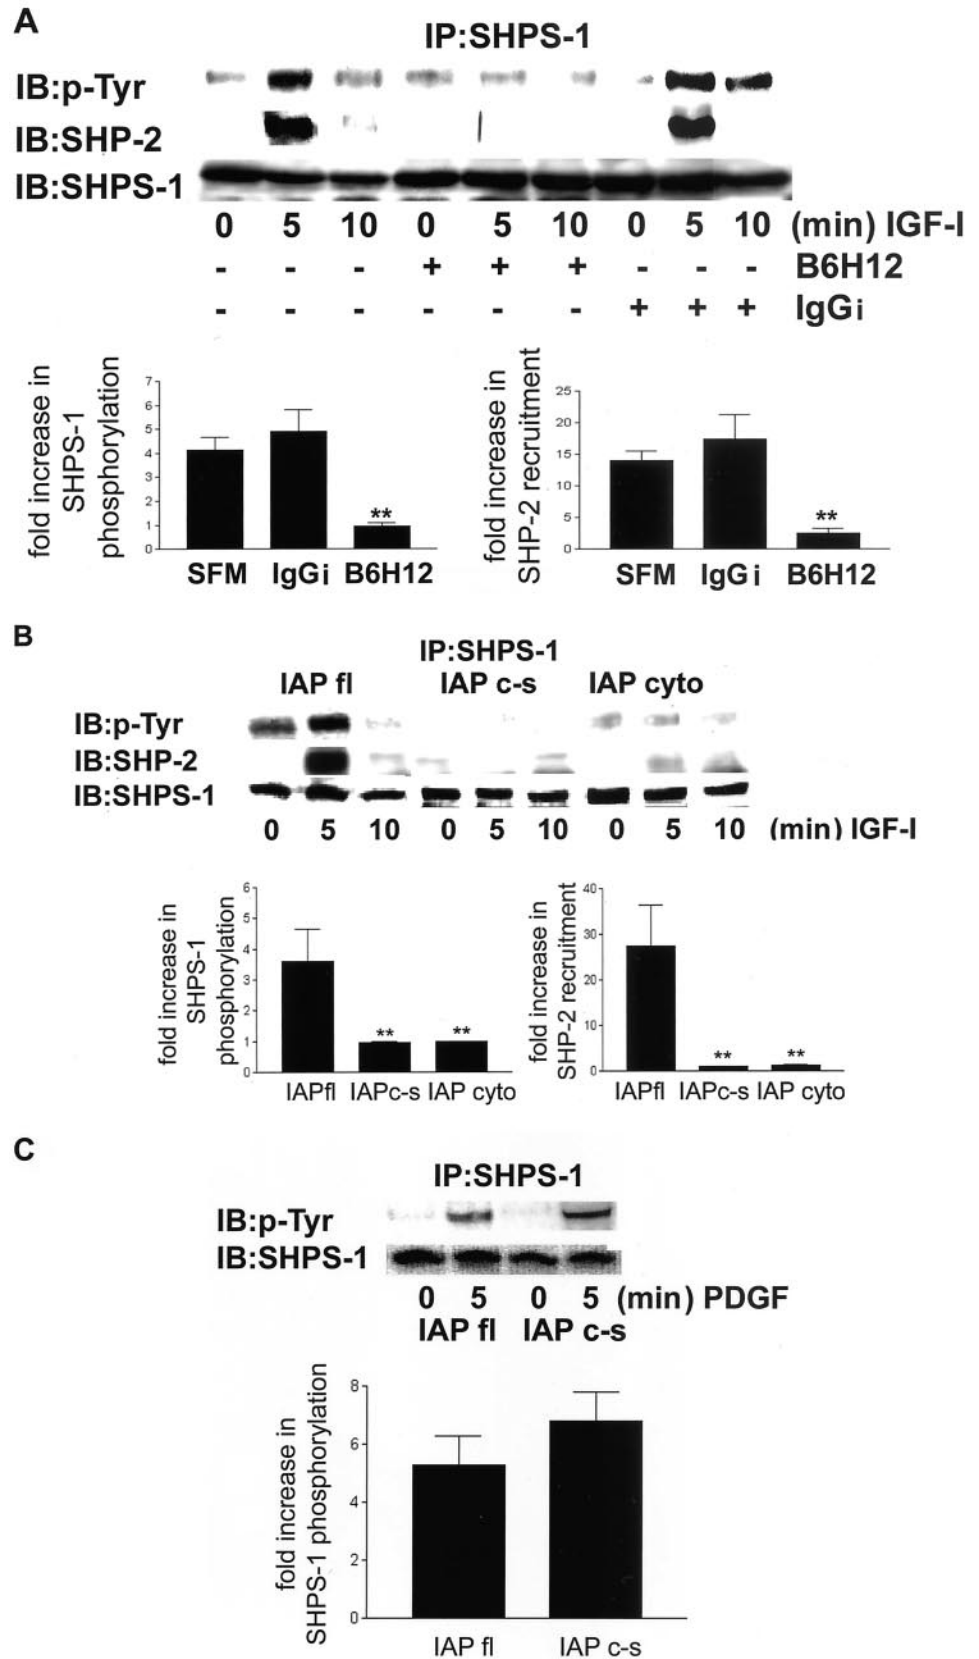 A
IP:SHPS-1
IB:p-Tyr
IB:SHP-2
IB:SHPS-1
0 5 10 0 5 10 0 5 10 (min) IGF-I
- - - + + + - - - B6H12
- - - - - - + + + IgGi
fold increase in
SHPS-1
phosphorylation
7
6
5
4
3
2
1
0
**
SFM IgGi B6H12
fold increase in
SHP-2 recruitment
25
20
15
10
5
0
**
SFM IgGi B6H12
B
IP:SHPS-1
IAP fl IAP c-s IAP cyto
IB:p-Tyr
IB:SHP-2
IB:SHPS-1
0 5 10 0 5 10 0 5 10 (min) IGF-I
fold increase in
SHPS-1
phosphorylation
6
5
4
3
2
1
0
** **
IAPfl IAPc-s IAP cyto
fold increase in
SHP-2 recruitment
40
30
20
10
0
** **
IAPfl IAPc-s IAP cyto
C
IP:SHPS-1
IB:p-Tyr
IB:SHPS-1
0 5 0 5 (min) PDGF
IAP fl IAP c-s
fold increase in
SHPS-1 phosphorylation
8
6
4
2
0
IAP fl IAP c-s